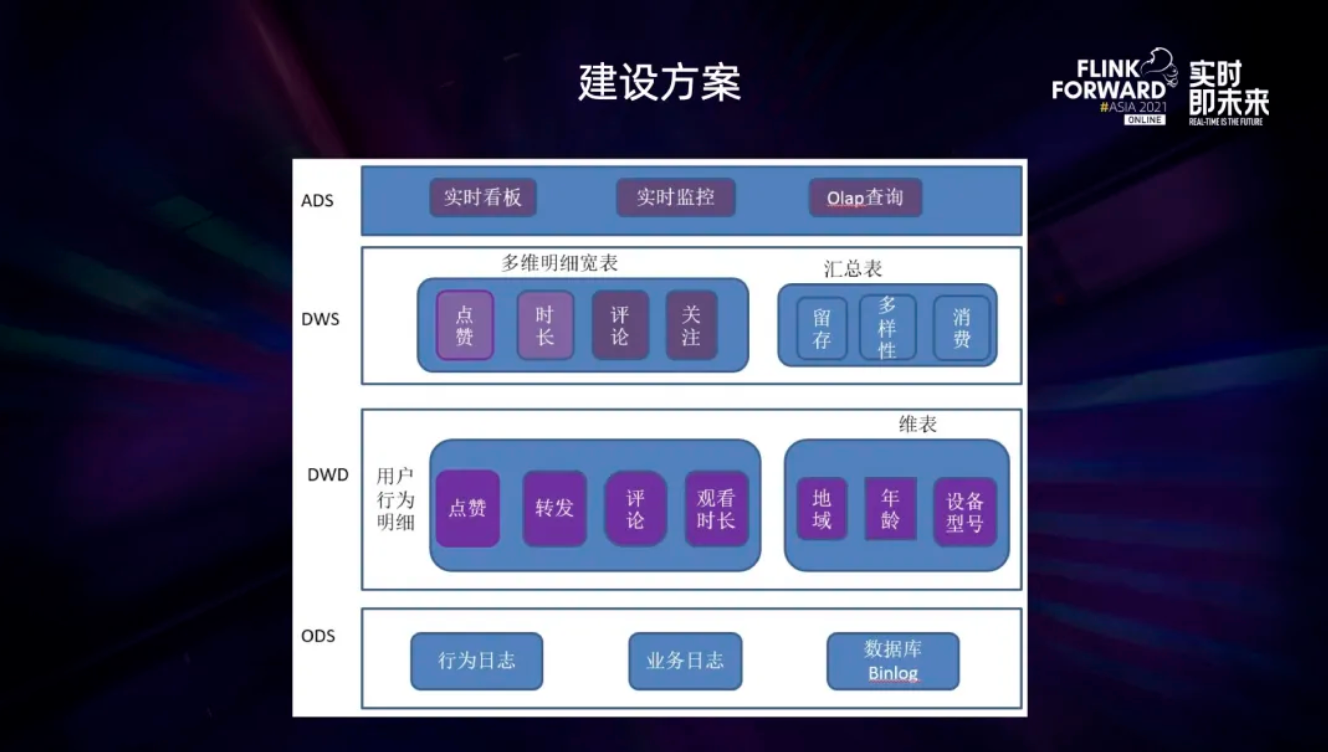 建设方案
FLINK
FORWARD
#ASIA 2021
ONLINE
实时
即未来
REAL-TIME IS THE FUTURE
ADS
实时看板
实时监控
Olap查询
DWS
多维明细宽表
点
赞
时
长
评
论
关
注
汇总表
留
存
多
样
性
消
费
DWD
用户
行为
明细
点赞
转发
评
论
观看
时长
维表
地
域
年
龄
设备
型号
ODS
行为日志
业务日志
数据库
Binlog